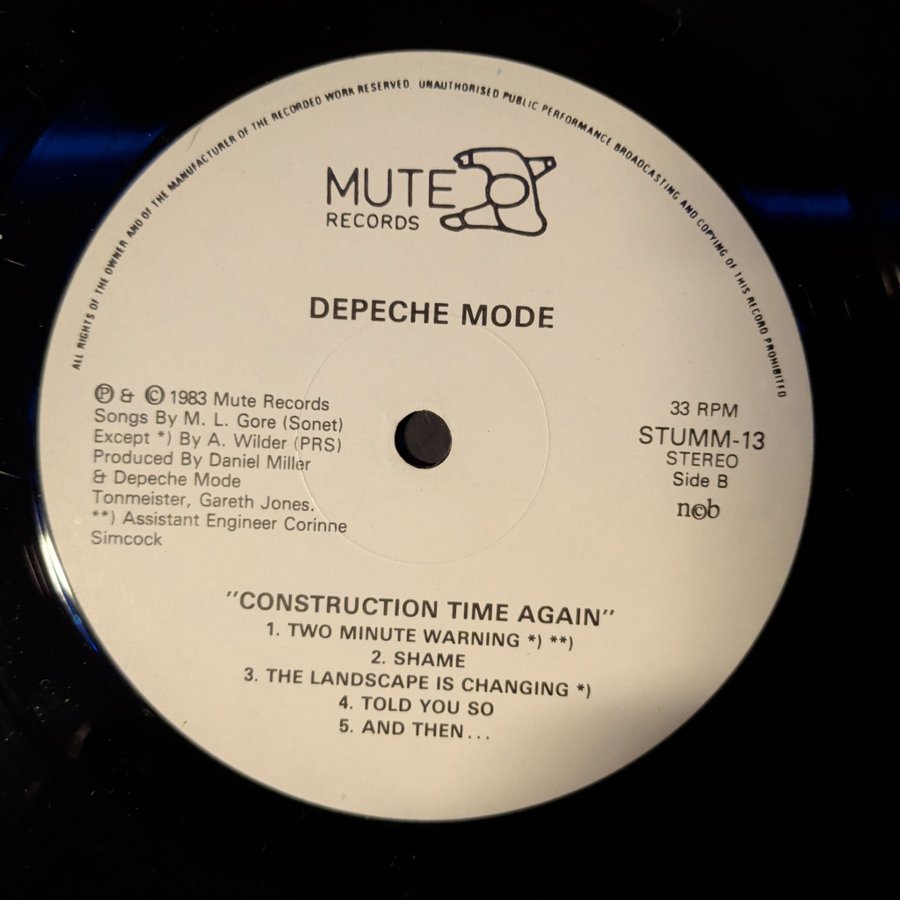 ALL RIGHTS OF THE OWNER AND OF THE MANUFACTURER OF THE RECORDED WORK RESERVED. UNAUTHORISED PUBLIC PERFORMANCE BROADCASTING AND COPYING OF THIS RECORD PROHIBITED
MUTE
RECORDS
DEPECHE MODE
Ⓟ & © 1983 Mute Records
Songs By M. L. Gore (Sonet)
Except *) By A. Wilder (PRS)
Produced By Daniel Miller
& Depeche Mode
Tonmeister, Gareth Jones.
**) Assistant Engineer Corinne
Simcock
33 RPM
STUMM-13
STEREO
Side B
n©b
"CONSTRUCTION TIME AGAIN"
1. TWO MINUTE WARNING *) **)
2. SHAME
3. THE LANDSCAPE IS CHANGING *)
4. TOLD YOU SO
5. AND THEN...